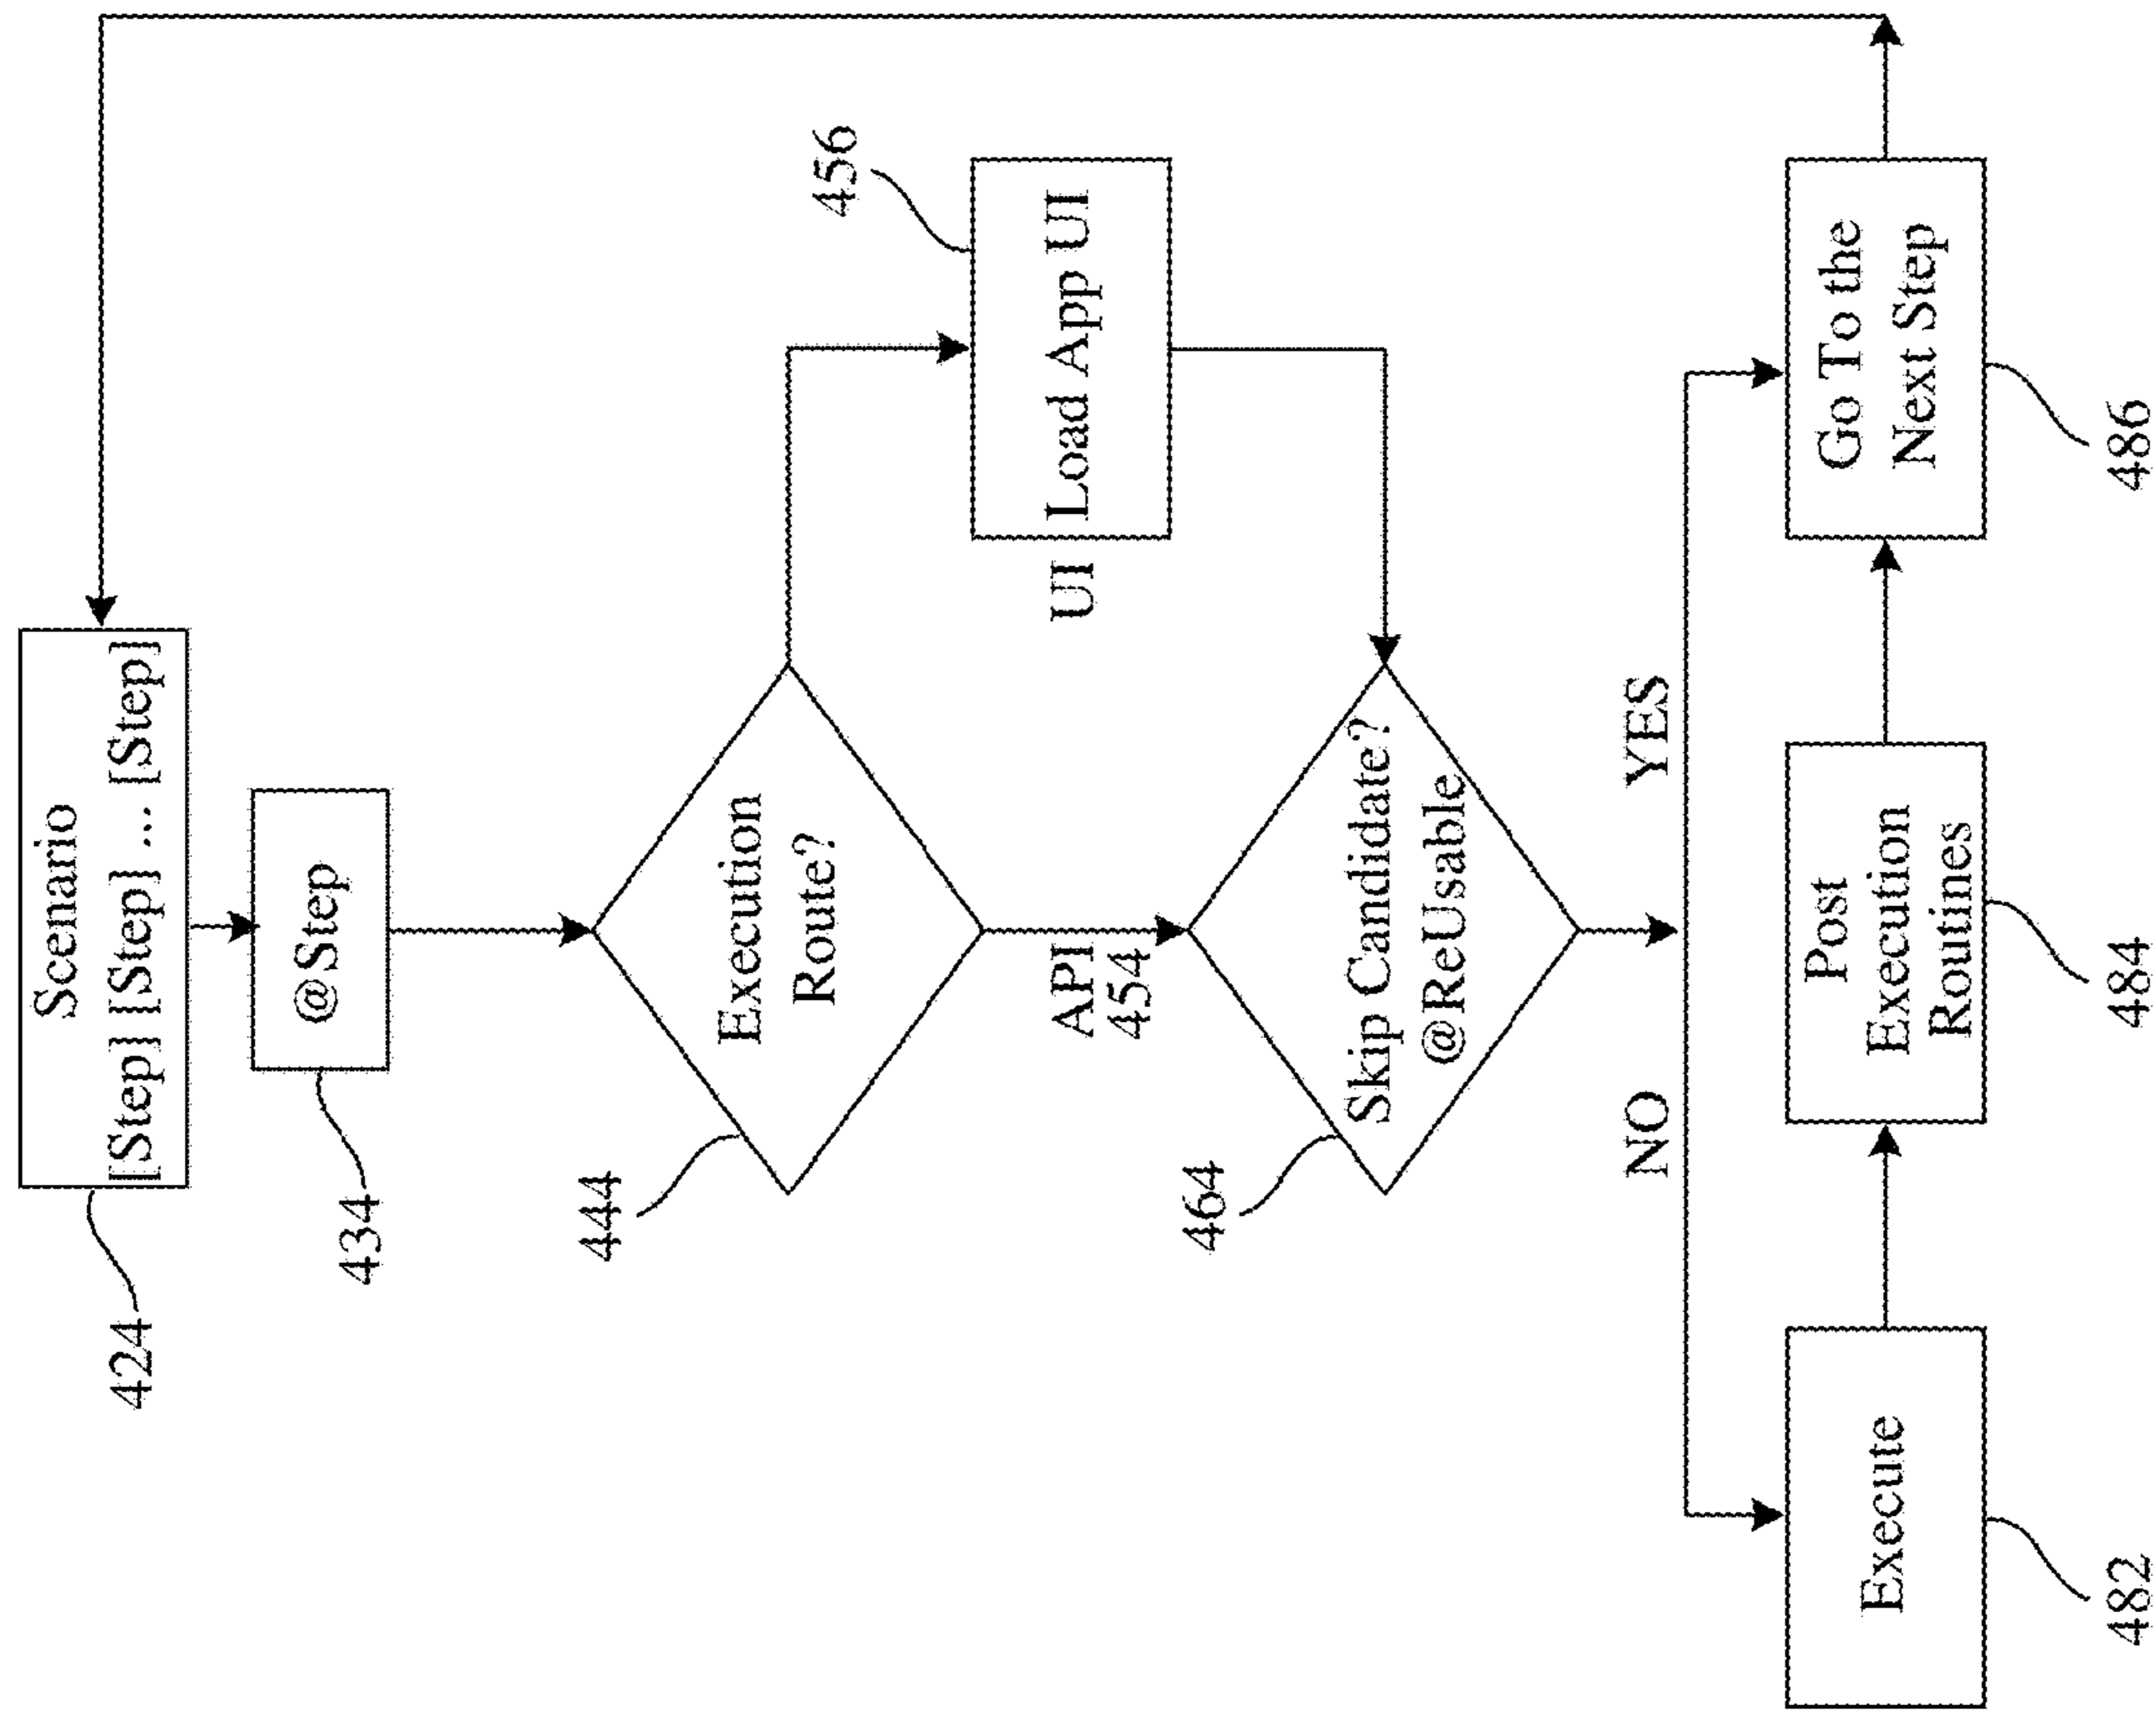 Scenario
[Step] [Step] ... [Step]
424
@Step
434
Execution
Route?
444
UI
Load App UI
456
API
454
Skip Candidate?
@ReUsable
464
NO
YES
Execute
482
Post
Execution
Routines
484
Go To the
Next Step
486